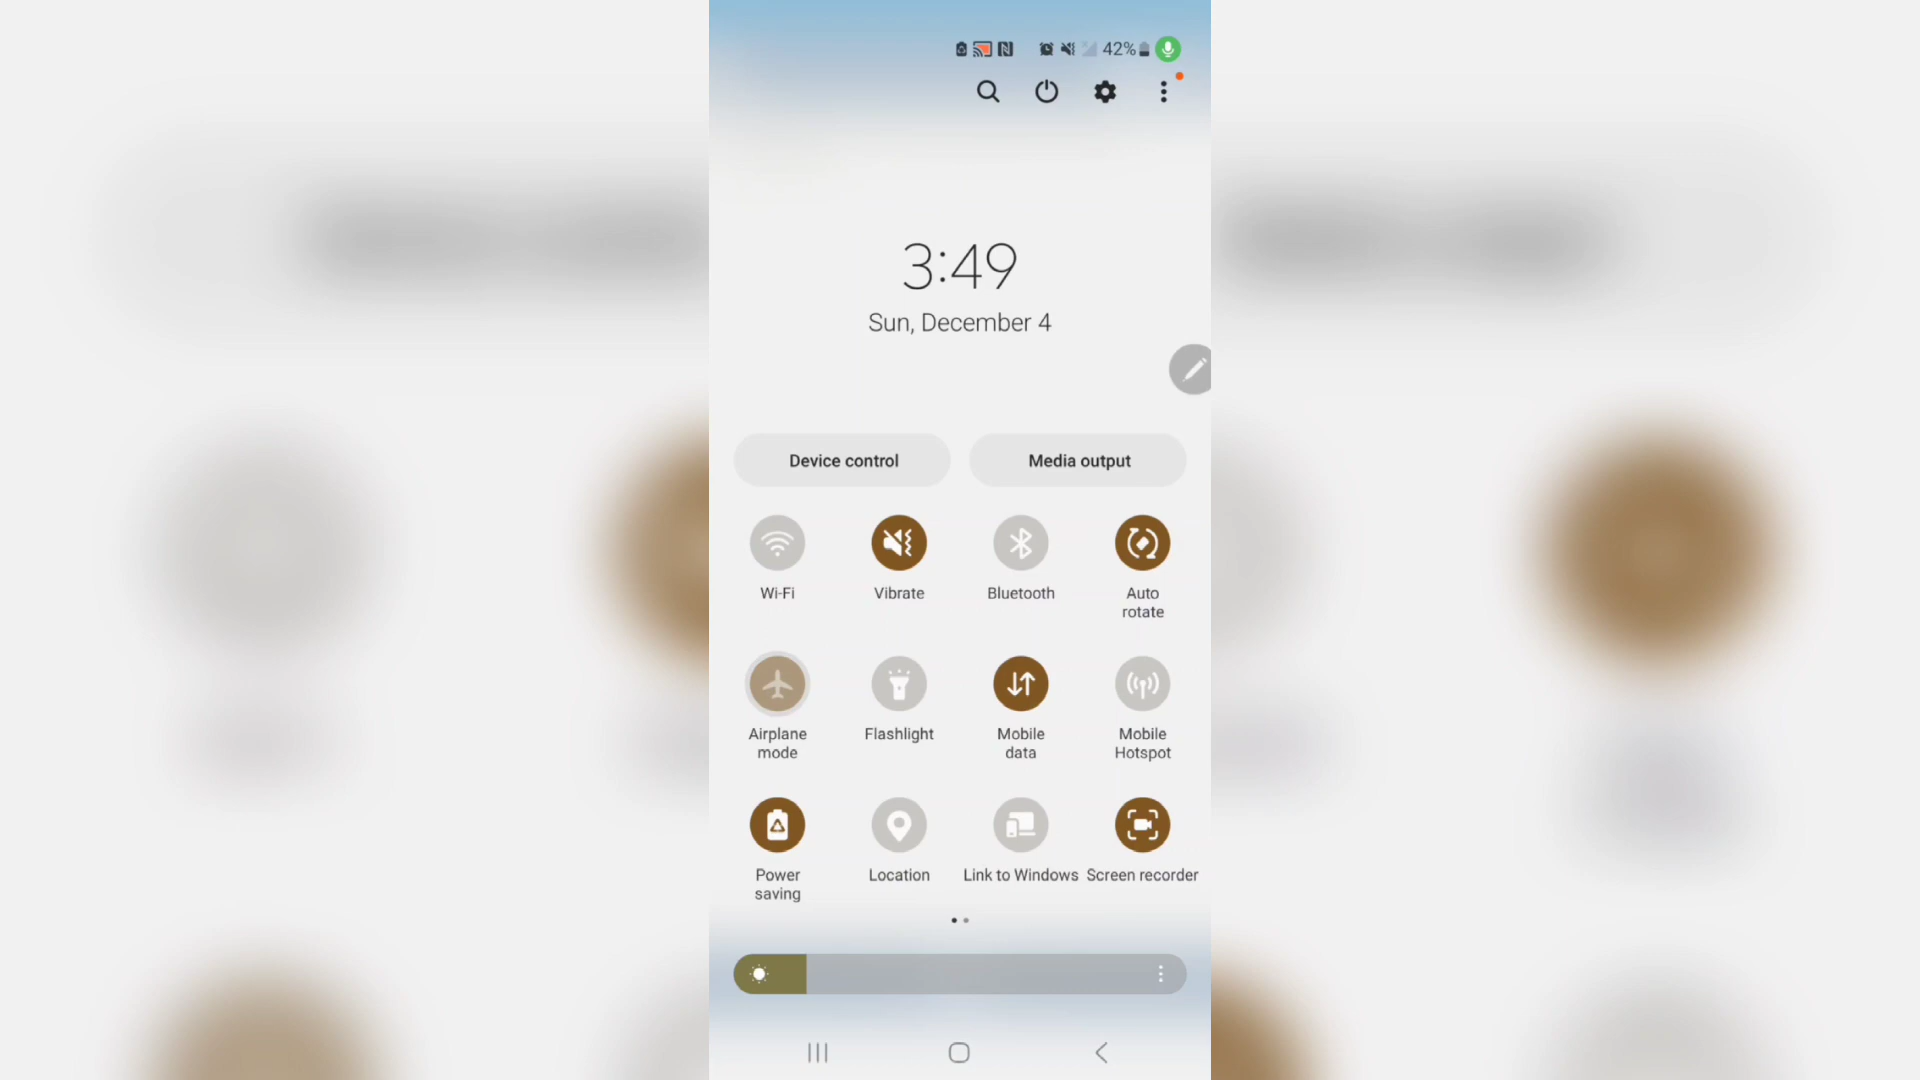 42%
3:49
Sun, December 4
Device control
Media output
Wi-Fi
Vibrate
Bluetooth
Auto
rotate
Airplane
mode
Flashlight
Mobile
data
Mobile
Hotspot
Power
saving
Location
Link to Windows
Screen recorder